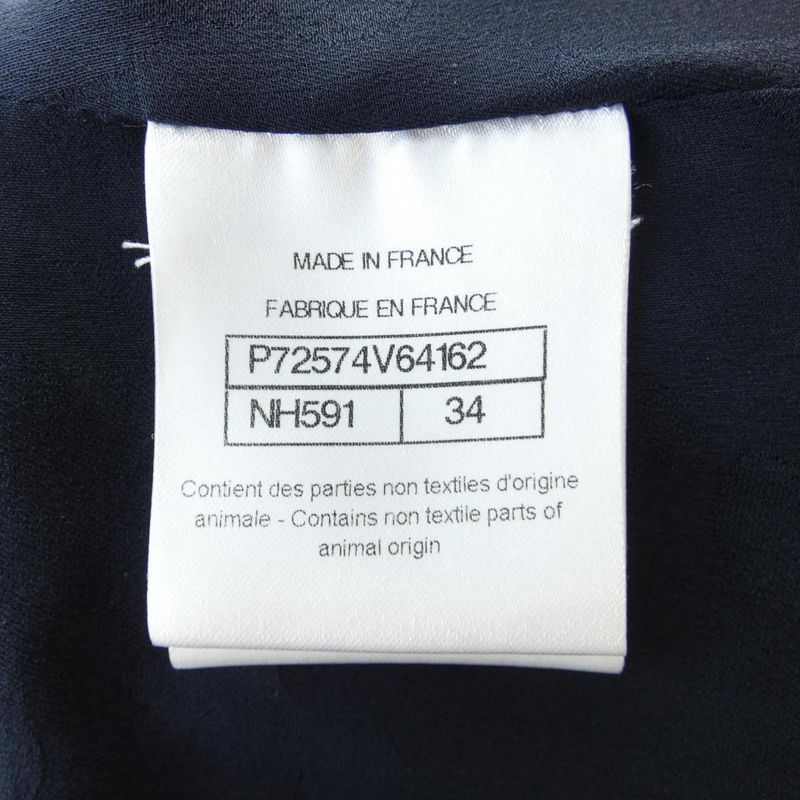 MADE IN FRANCE
FABRIQUE EN FRANCE
P72574V64162
NH591 34
Contient des parties non textiles d'origine
animale - Contains non textile parts of
animal origin